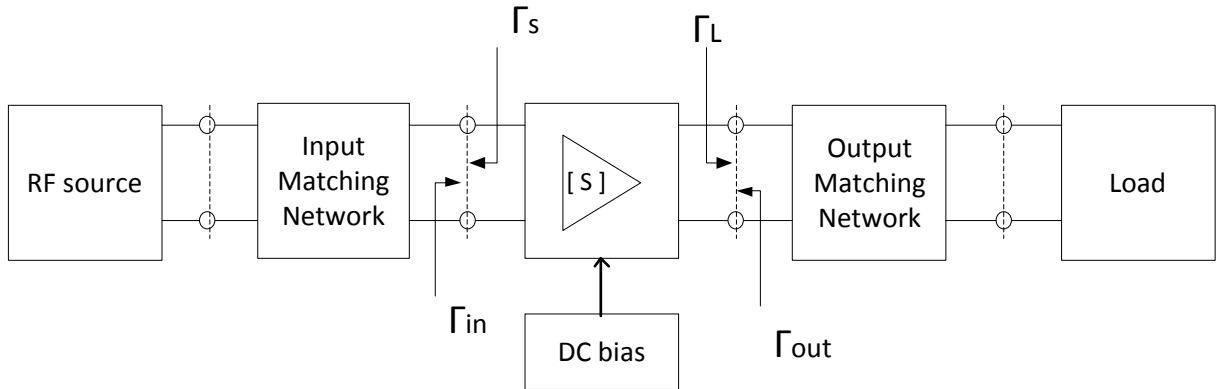 Γs
ΓL
RF source
Input
Matching
Network
[ S ]
Output
Matching
Network
Load
Γin
Γout
DC bias